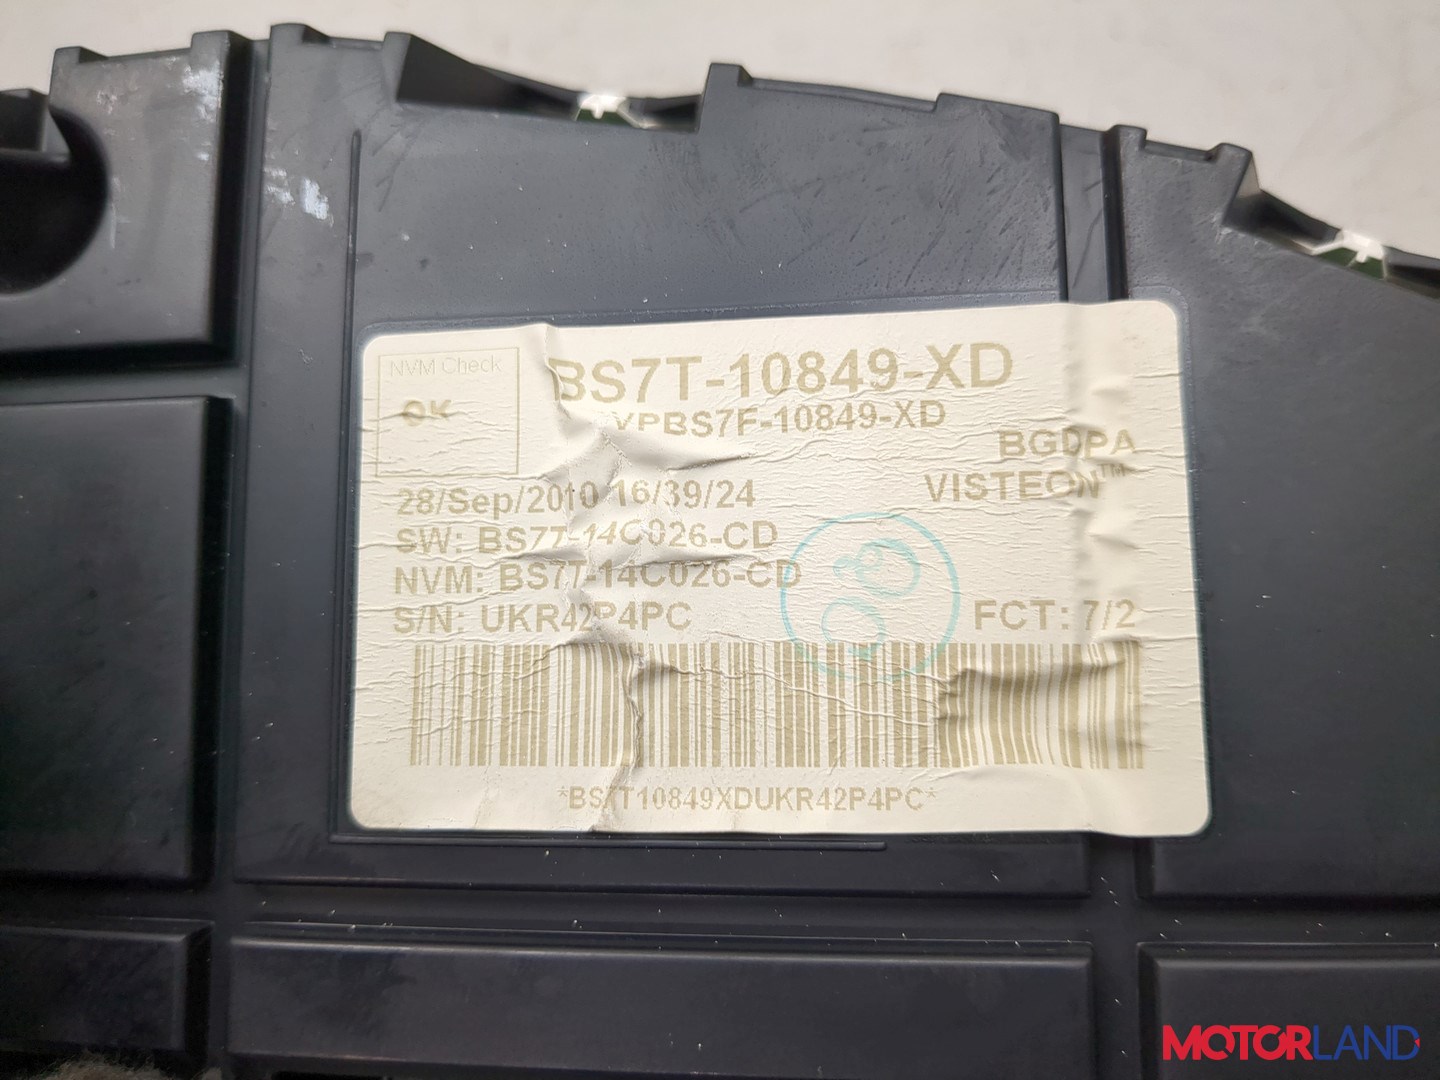 NVM Check
OK
BS7T-10849-XD
VPBS7F-10849-XD
BGDPA
VISTEON™
28/Sep/2010 16/39/24
SW: BS7T-14C026-CD
NVM: BS7T-14C026-CD
S/N: UKR42P4PC
FCT: 7/2
*BS7T10849XDUKR42P4PC*
MOTORLAND